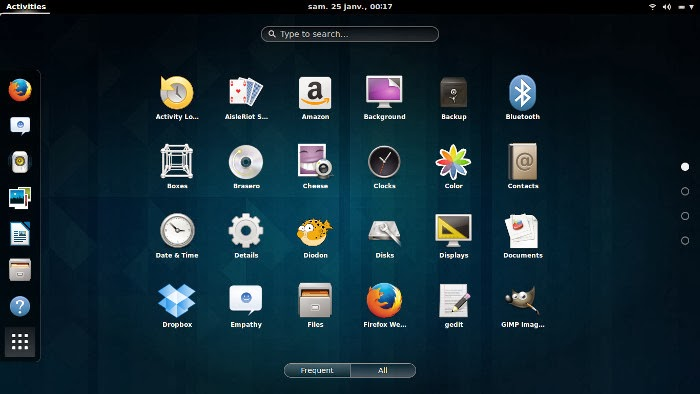 Activities
sam. 25 janv., 00:17
Type to search...
Activity Lo...
AisleRiot S...
Amazon
Background
Backup
Bluetooth
Boxes
Brasero
Cheese
Clocks
Color
Contacts
Date & Time
Details
Diodon
Disks
Displays
Documents
Dropbox
Empathy
Files
Firefox We...
gedit
GIMP Imag...
Frequent
All